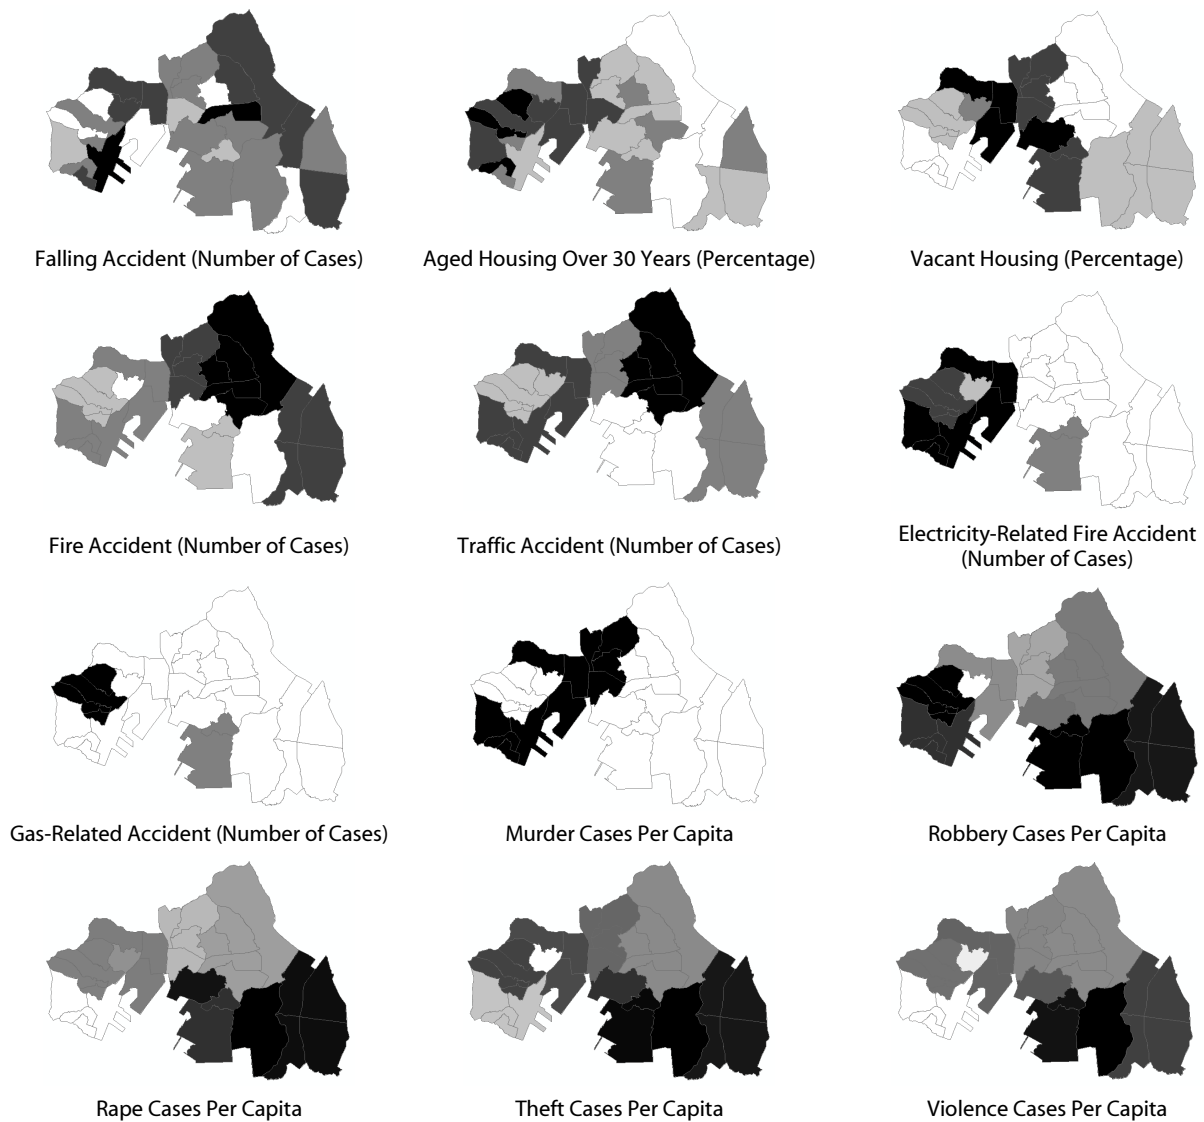 Falling Accident (Number of Cases)
Aged Housing Over 30 Years (Percentage)
Vacant Housing (Percentage)
Fire Accident (Number of Cases)
Traffic Accident (Number of Cases)
Electricity-Related Fire Accident
(Number of Cases)
Gas-Related Accident (Number of Cases)
Murder Cases Per Capita
Robbery Cases Per Capita
Rape Cases Per Capita
Theft Cases Per Capita
Violence Cases Per Capita